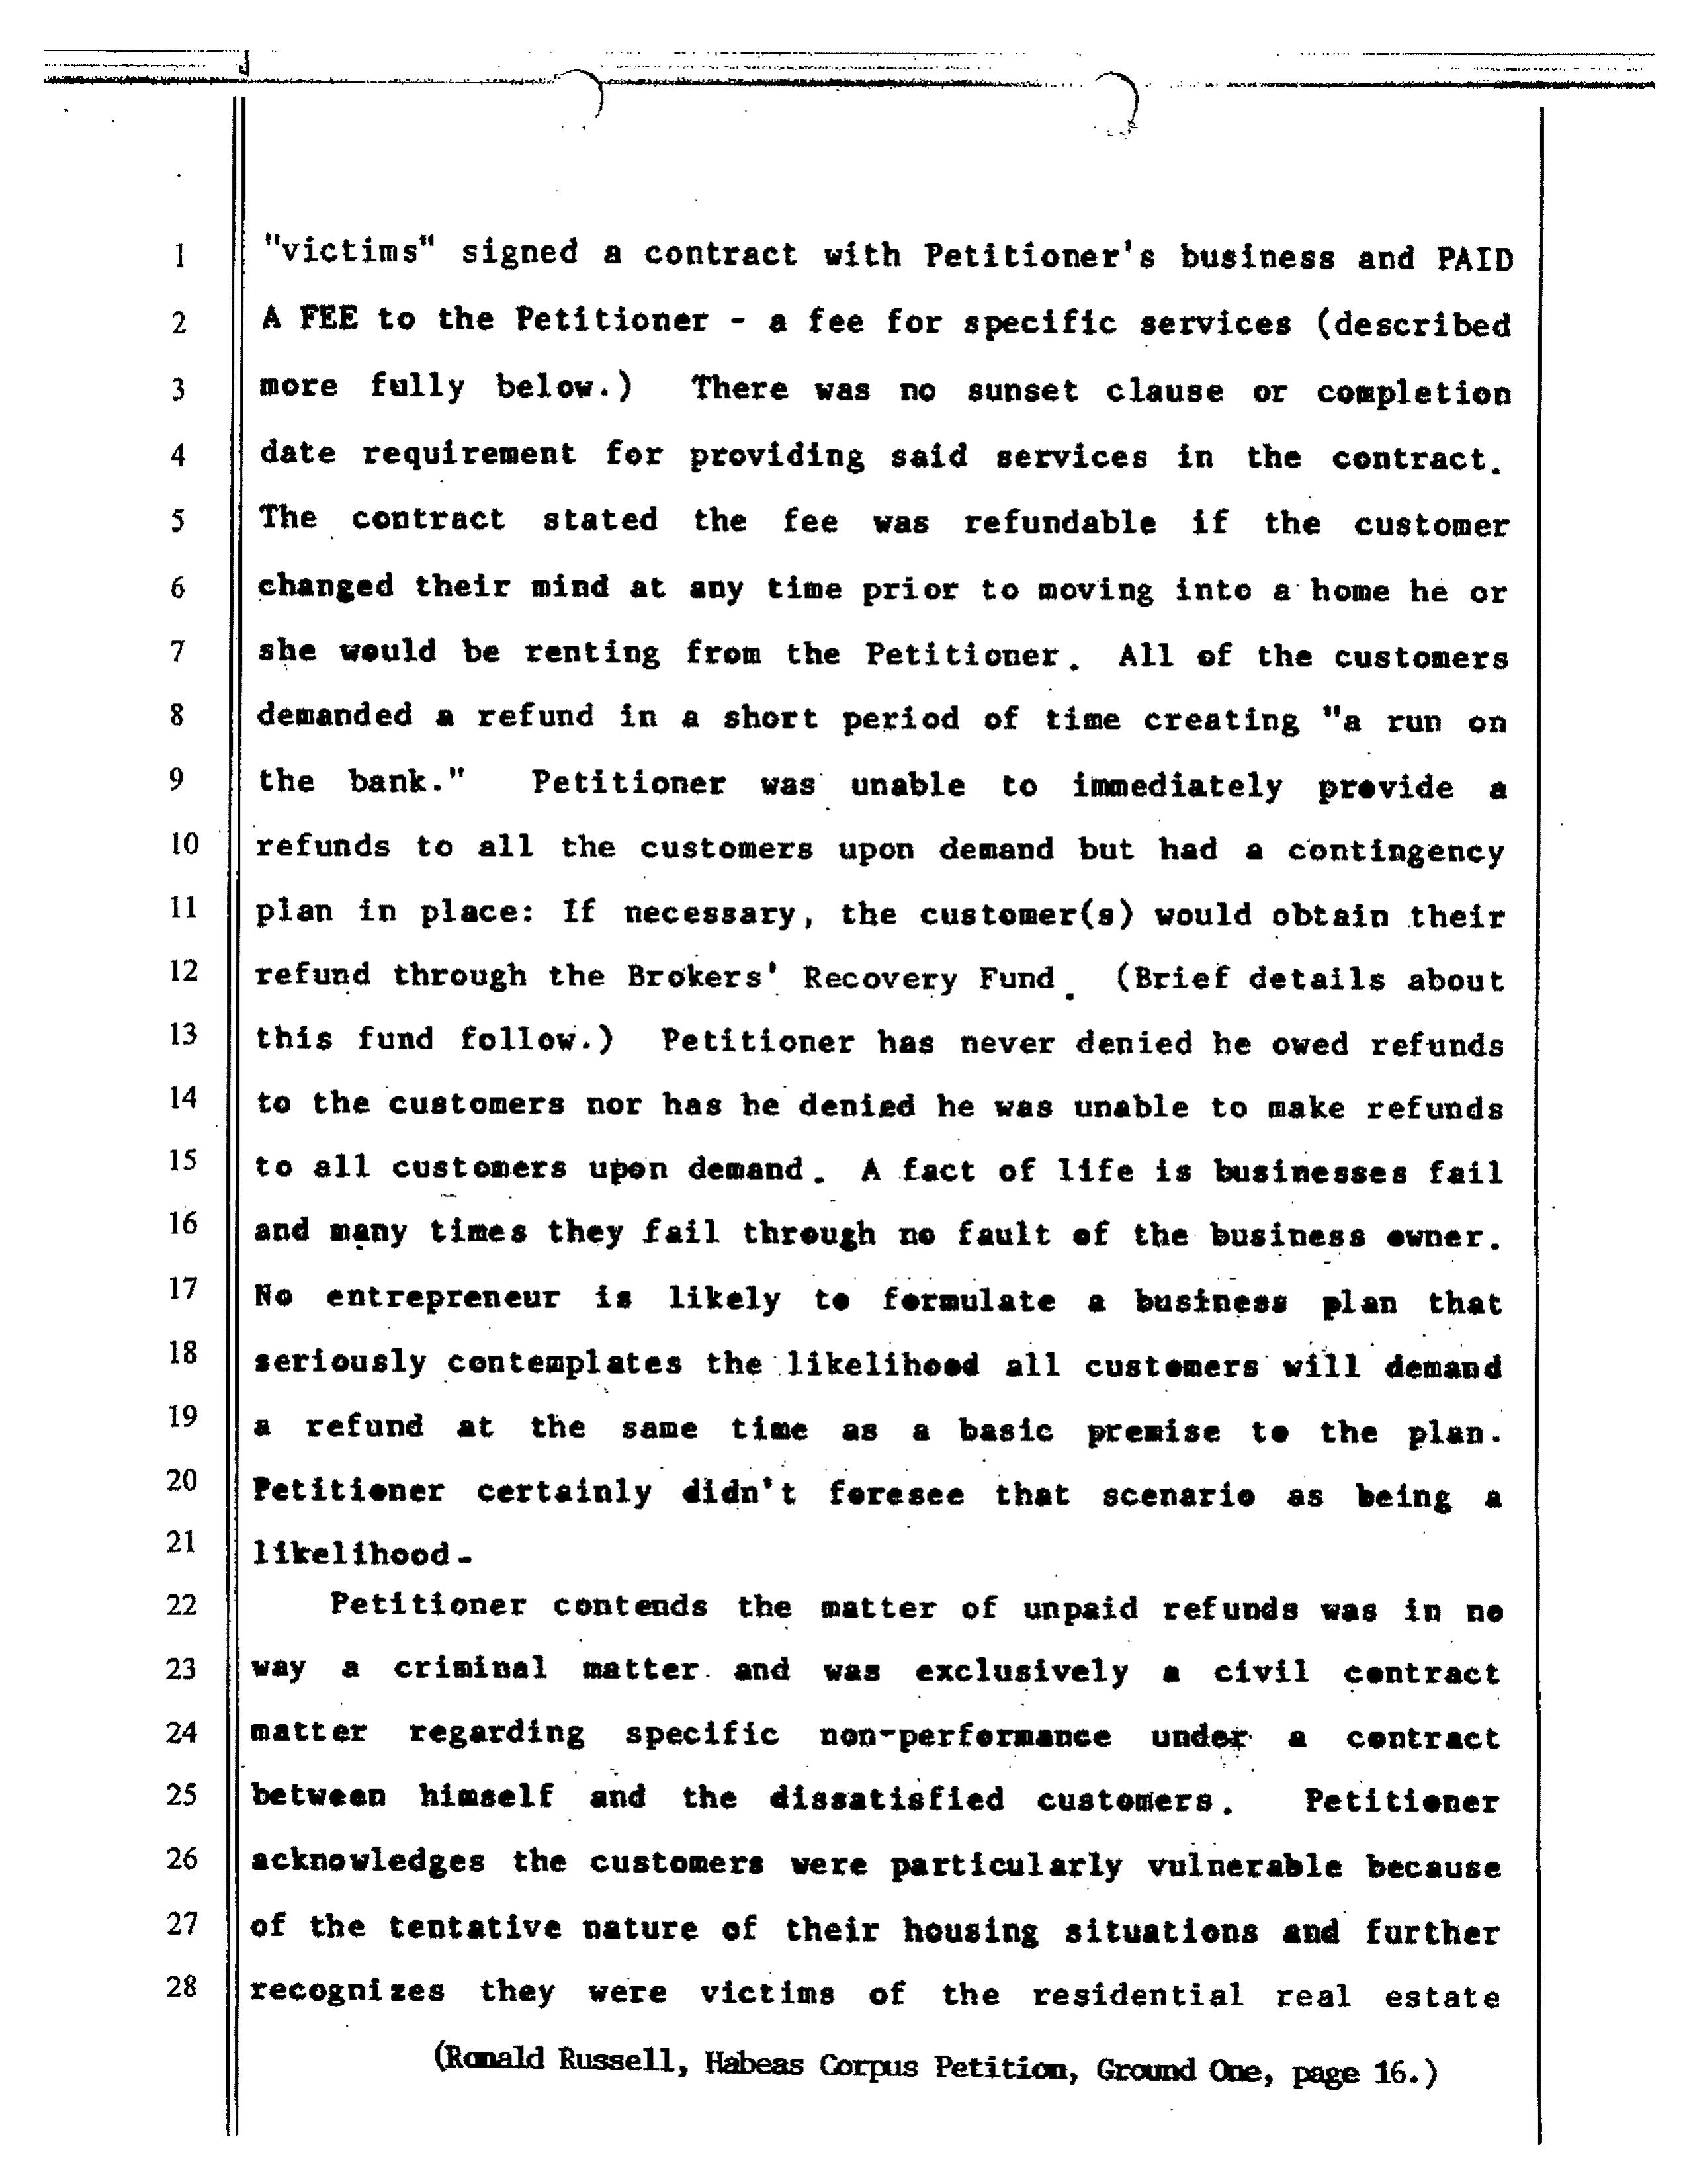 1 "victims" signed a contract with Petitioner's business and PAID
2 A FEE to the Petitioner - a fee for specific services (described
3 more fully below.) There was no sunset clause or completion
4 date requirement for providing said services in the contract.
5 The contract stated the fee was refundable if the customer
6 changed their mind at any time prior to moving into a home he or
7 she would be renting from the Petitioner. All of the customers
8 demanded a refund in a short period of time creating "a run on
9 the bank." Petitioner was unable to immediately provide a
10 refunds to all the customers upon demand but had a contingency
11 plan in place: If necessary, the customer(s) would obtain their
12 refund through the Brokers' Recovery Fund. (Brief details about
13 this fund follow.) Petitioner has never denied he owed refunds
14 to the customers nor has he denied he was unable to make refunds
15 to all customers upon demand. A fact of life is businesses fail
16 and many times they fail through no fault of the business owner.
17 No entrepreneur is likely to formulate a business plan that
18 seriously contemplates the likelihood all customers will demand
19 a refund at the same time as a basic premise to the plan.
20 Petitioner certainly didn't foresee that scenario as being a
21 likelihood.
22 Petitioner contends the matter of unpaid refunds was in no
23 way a criminal matter and was exclusively a civil contract
24 matter regarding specific non-performance under a contract
25 between himself and the dissatisfied customers. Petitioner
26 acknowledges the customers were particularly vulnerable because
27 of the tentative nature of their housing situations and further
28 recognizes they were victims of the residential real estate
(Ronald Russell, Habeas Corpus Petition, Ground One, page 16.)